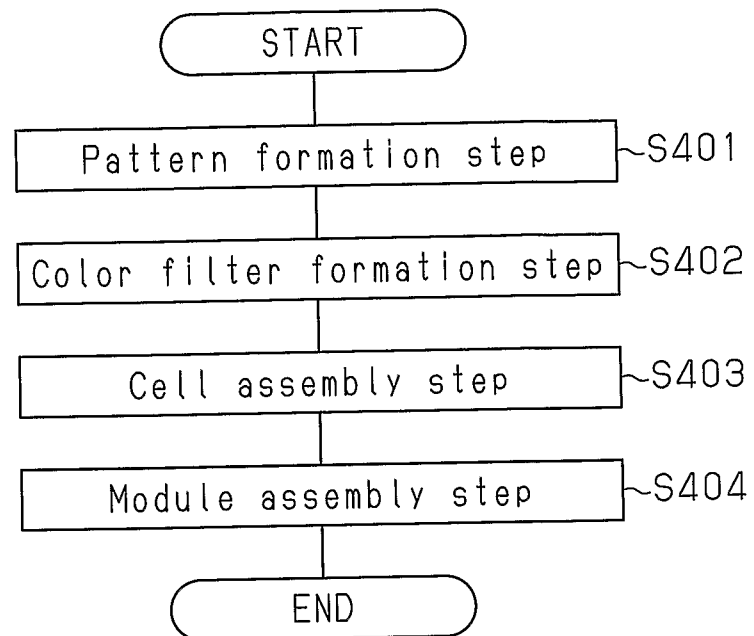 START
Pattern formation step S401
Color filter formation step S402
Cell assembly step S403
Module assembly step S404
END